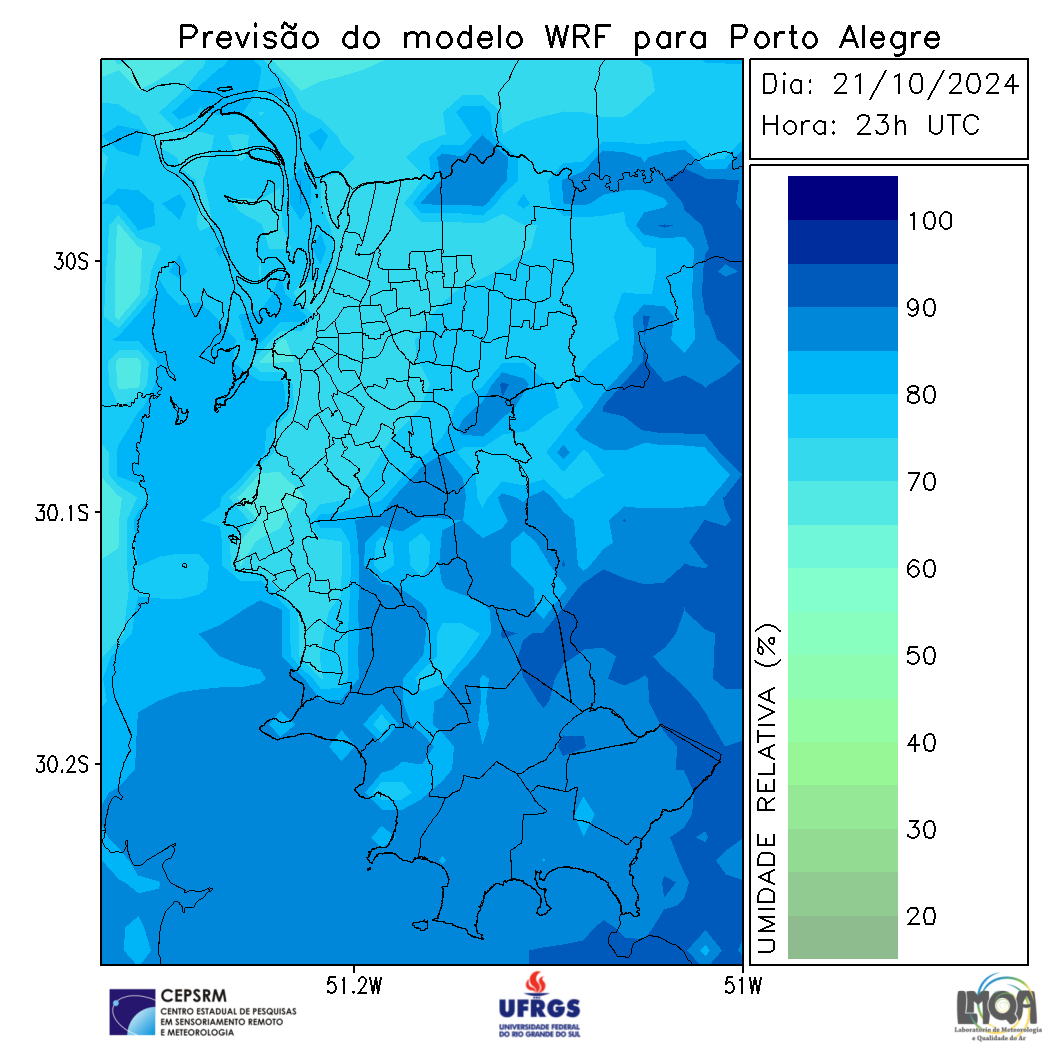 Previsão do modelo WRF para Porto Alegre
Dia: 21/10/2024
Hora: 23h UTC
30S
30.1S
30.2S
51.2W
51W
UMIDADE RELATIVA (%)
100
90
80
70
60
50
40
30
20
CEPSRM
CENTRO ESTADUAL DE PESQUISAS
EM SENSORIAMENTO REMOTO
E METEOROLOGIA
UFRGS
UNIVERSIDADE FEDERAL
DO RIO GRANDE DO SUL
LMQA
Laboratório de Meteorologia
e Qualidade do Ar